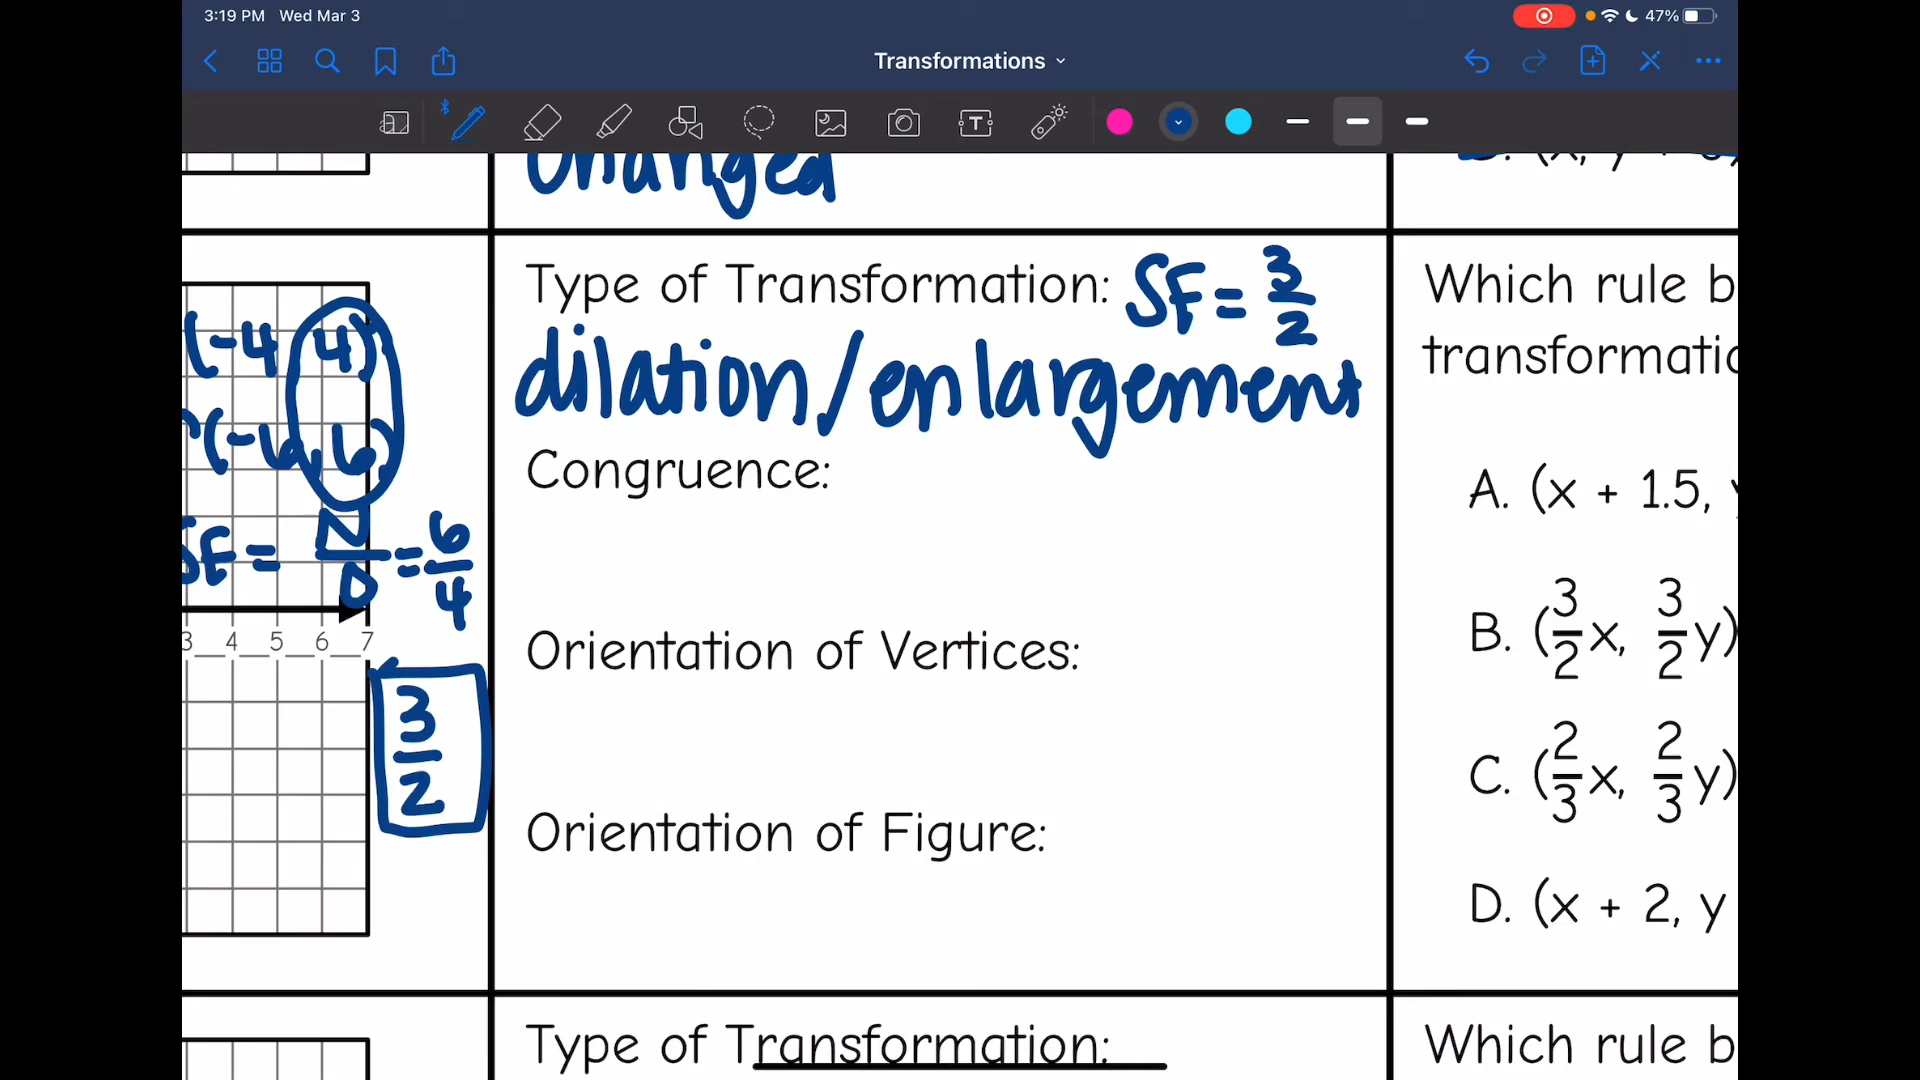 3:19 PM Wed Mar 3
47%
Transformations
T
changed
Type of Transformation: SF = 3/2
dilation/enlargement
Congruence:
Orientation of Vertices:
Orientation of Figure:
Type of Transformation:
(-4 4)
(-6, 6)
SF = N/O = 6/4
3 4 5 6 7
3/2
Which rule b
transformatio
A. (x + 1.5,
B. (3/2x, 3/2y)
C. (2/3x, 2/3y)
D. (x + 2, y
Which rule b